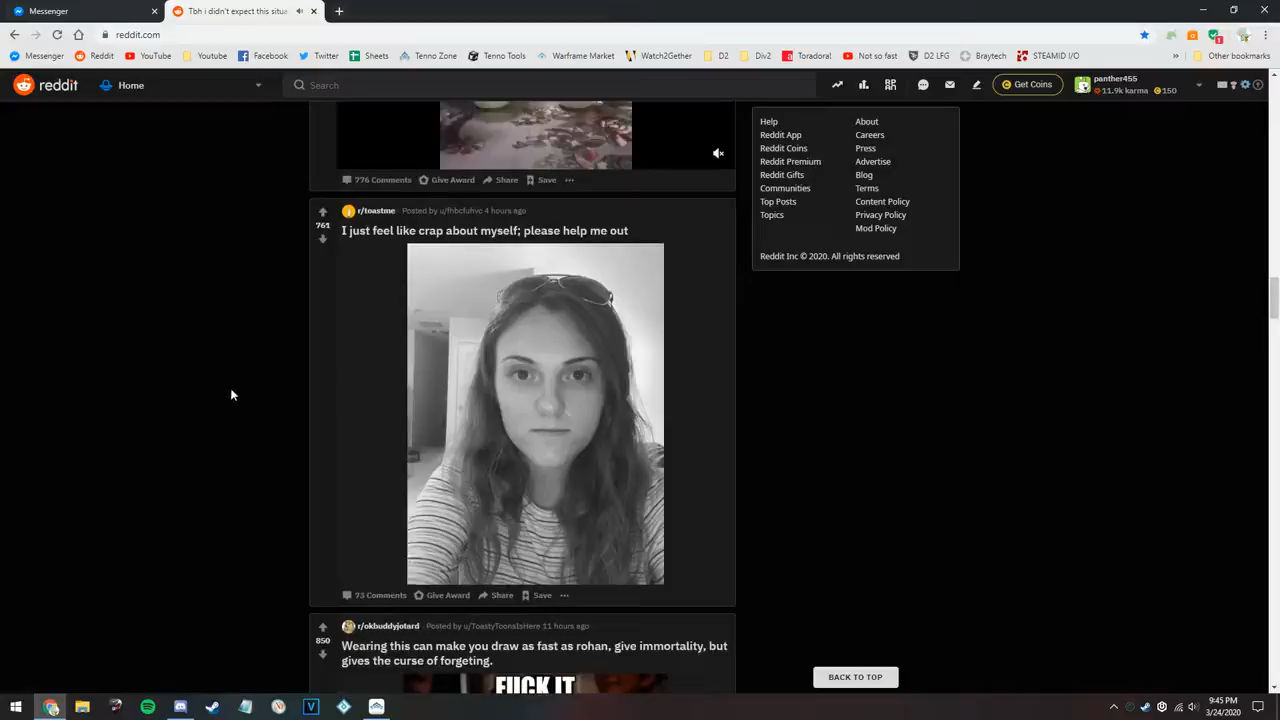 Messenger
Tbh i didn't expect this situa
reddit.com
Messenger Reddit YouTube Youtube Facebook Twitter Sheets Tenno Zone Tenno Tools Warframe Market Watch2Gether D2 Div2 Toradora! Not so fast D2 LFG Braytech STEAMID I/O » Other bookmarks
reddit Home Search Get Coins panther455
11.9k karma 150
776 Comments Give Award Share Save
r/toastme Posted by 4 hours ago
761
I just feel like crap about myself; please help me out
73 Comments Give Award Share Save
r/okbuddyjotard Posted by u/ToastyToonsIsHere 11 hours ago
850
Wearing this can make you draw as fast as rohan, give immortality, but
gives the curse of forgeting.
FUCK IT
Help About
Reddit App Careers
Reddit Coins Press
Reddit Premium Advertise
Reddit Gifts Blog
Communities Terms
Top Posts Content Policy
Topics Privacy Policy
Mod Policy
Reddit Inc © 2020. All rights reserved
BACK TO TOP
9:45 PM
3/24/2020